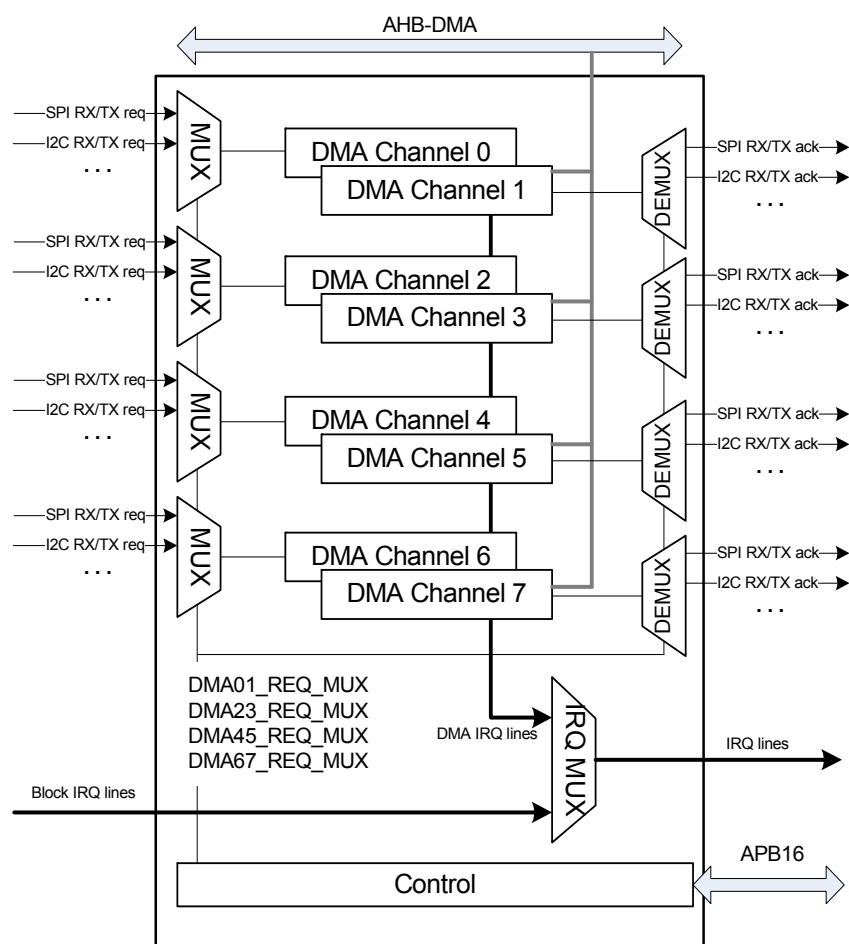 AHB-DMA
SPI RX/TX req
I2C RX/TX req
. . .
MUX
DMA Channel 0
DMA Channel 1
DEMUX
SPI RX/TX ack
I2C RX/TX ack
. . .
SPI RX/TX req
I2C RX/TX req
. . .
MUX
DMA Channel 2
DMA Channel 3
DEMUX
SPI RX/TX ack
I2C RX/TX ack
. . .
SPI RX/TX req
I2C RX/TX req
. . .
MUX
DMA Channel 4
DMA Channel 5
DEMUX
SPI RX/TX ack
I2C RX/TX ack
. . .
SPI RX/TX req
I2C RX/TX req
. . .
MUX
DMA Channel 6
DMA Channel 7
DEMUX
SPI RX/TX ack
I2C RX/TX ack
. . .
DMA01_REQ_MUX
DMA23_REQ_MUX
DMA45_REQ_MUX
DMA67_REQ_MUX
DMA IRQ lines
IRQ MUX
IRQ lines
Block IRQ lines
APB16
Control